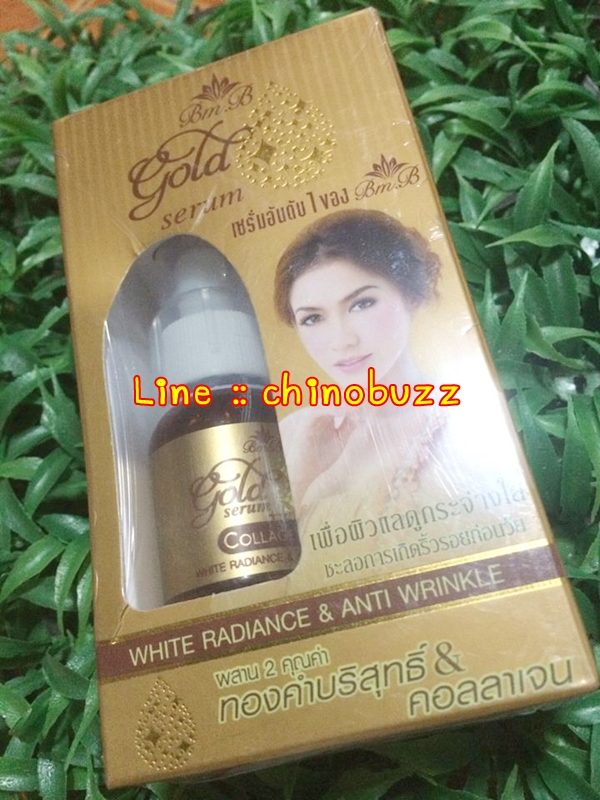 BmB
Gold
serum
เซรั่มอันดับ 1 ของ BmB
Line :: chinobuzz
BmB
Gold
serum
COLLAG
WHITE RADIANCE &
เพื่อผิวแลดูกระจ่างใส
ชะลอการเกิดริ้วรอยก่อนวัย
WHITE RADIANCE & ANTI WRINKLE
ผสาน 2 คุณค่า
ทองคำบริสุทธิ์ & คอลลาเจน